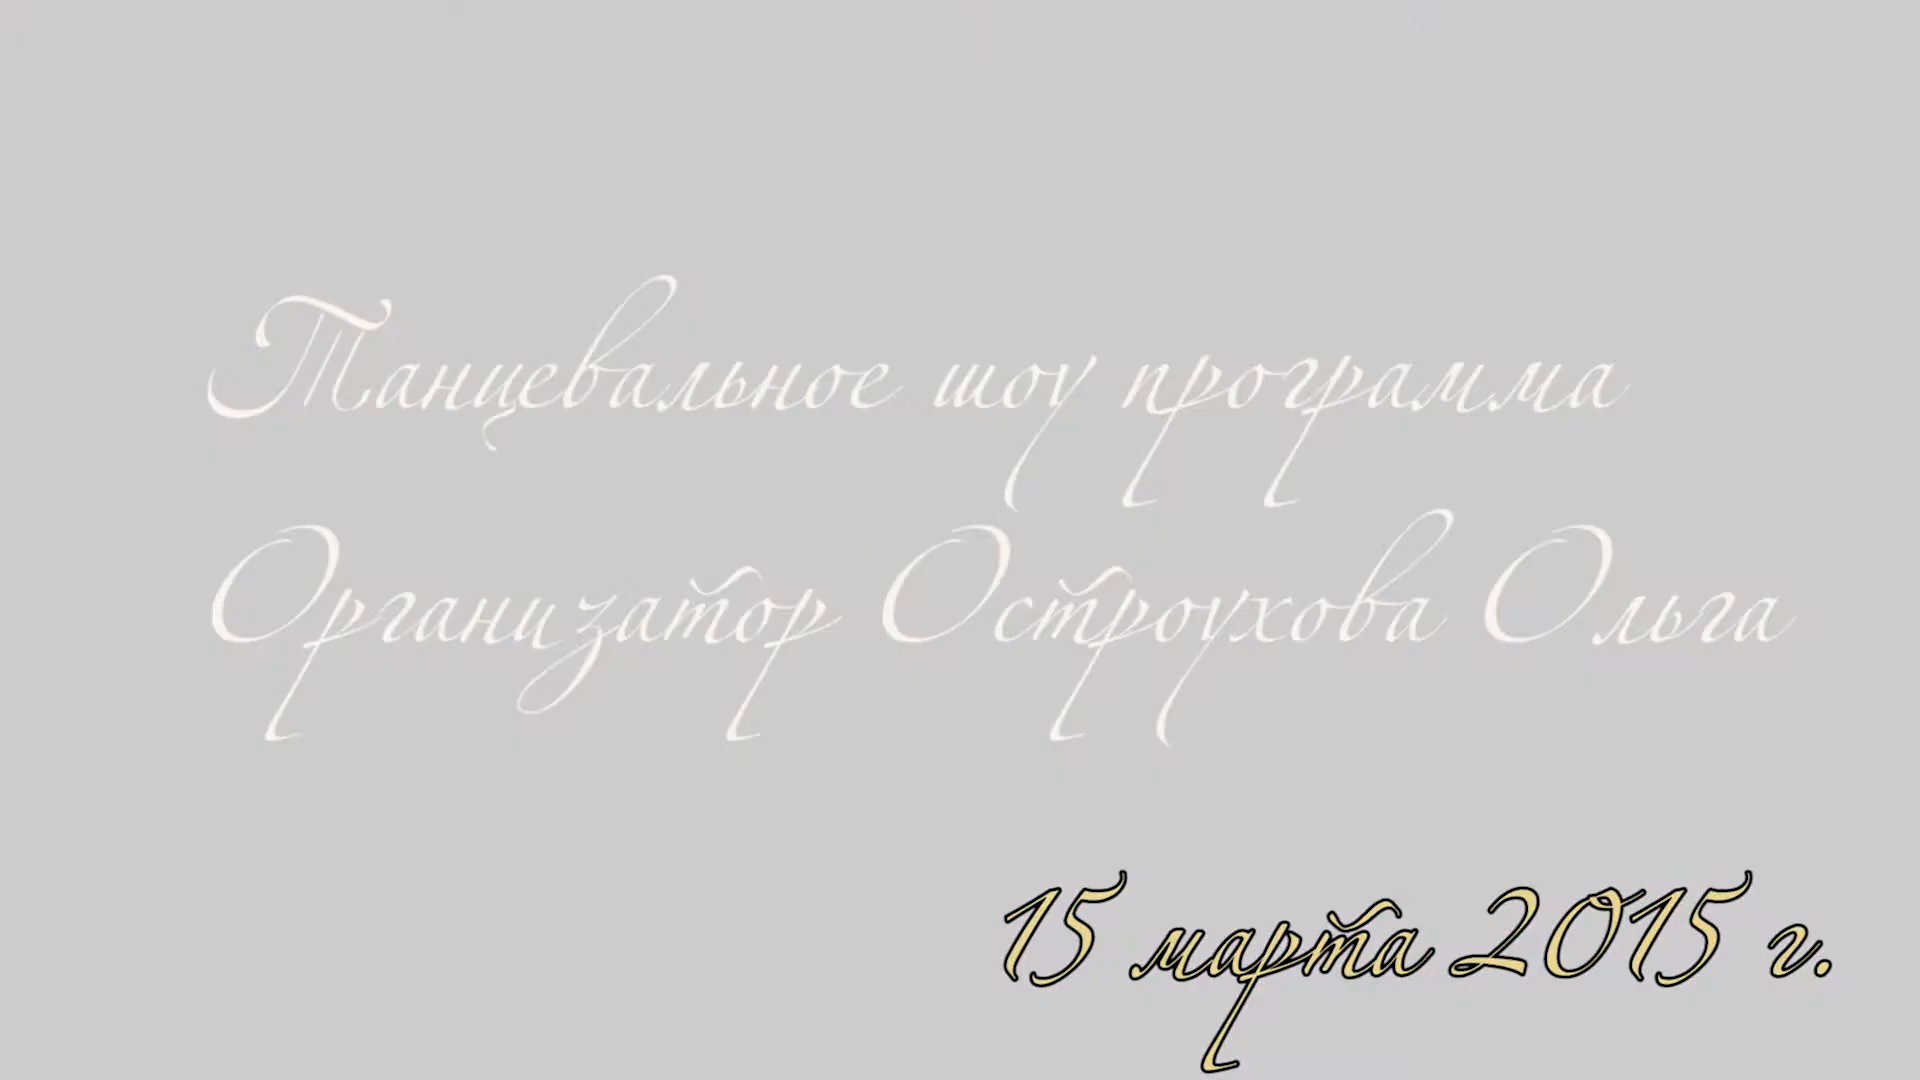 Танцевальное шоу программа
Организатор Остроухова Ольга
15 марта 2015 г.